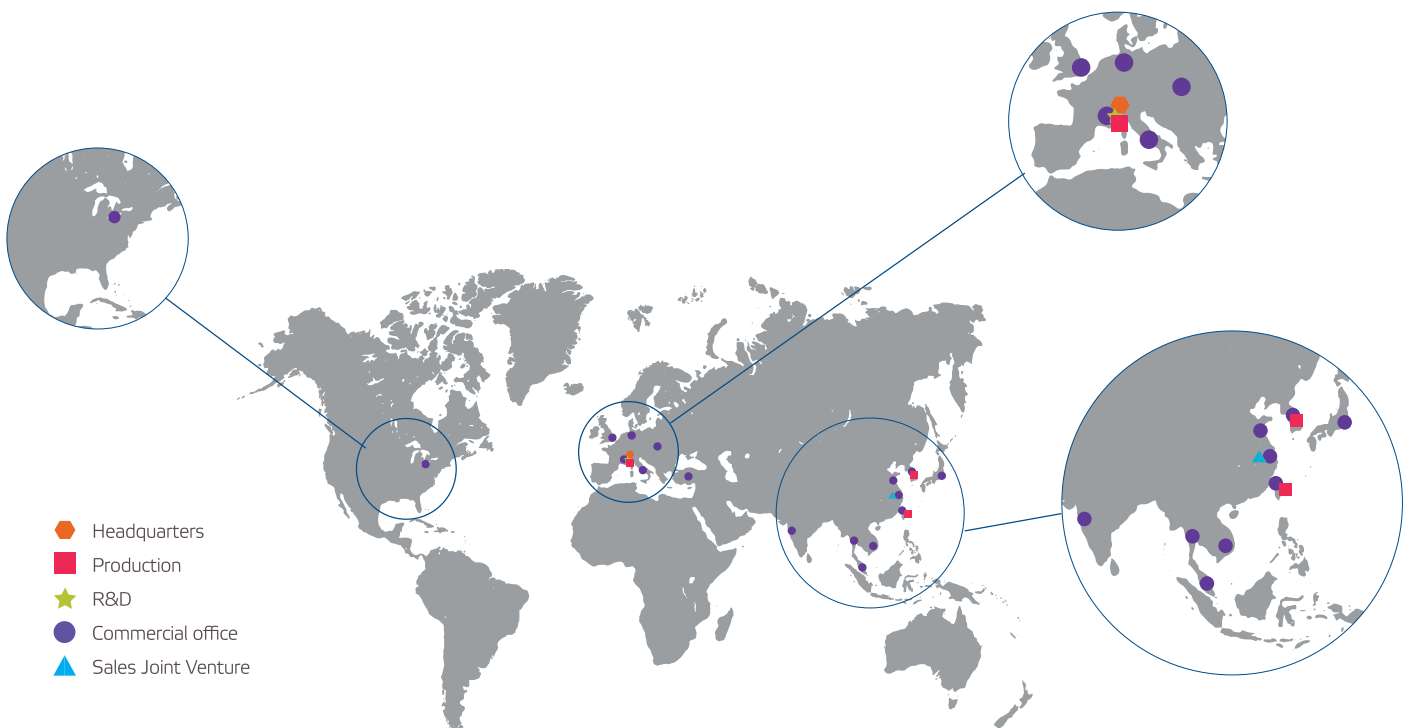 Headquarters
Production
R&D
Commercial office
Sales Joint Venture